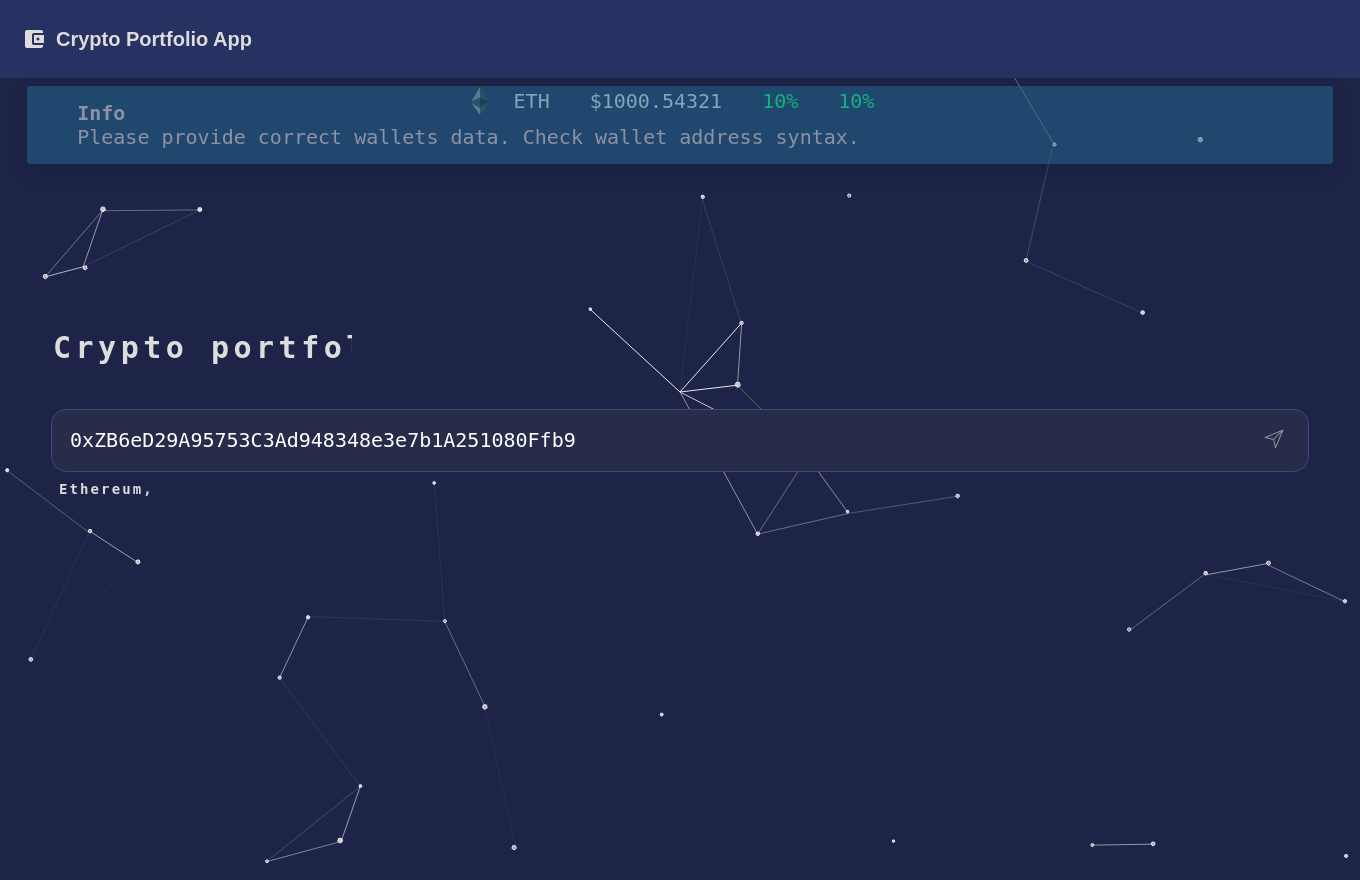 Crypto Portfolio App
ETH $1000.54321 10% 10%
Info
Please provide correct wallets data. Check wallet address syntax.
Crypto portfo
0xZB6eD29A95753C3Ad948348e3e7b1A251080Ffb9
Ethereum,